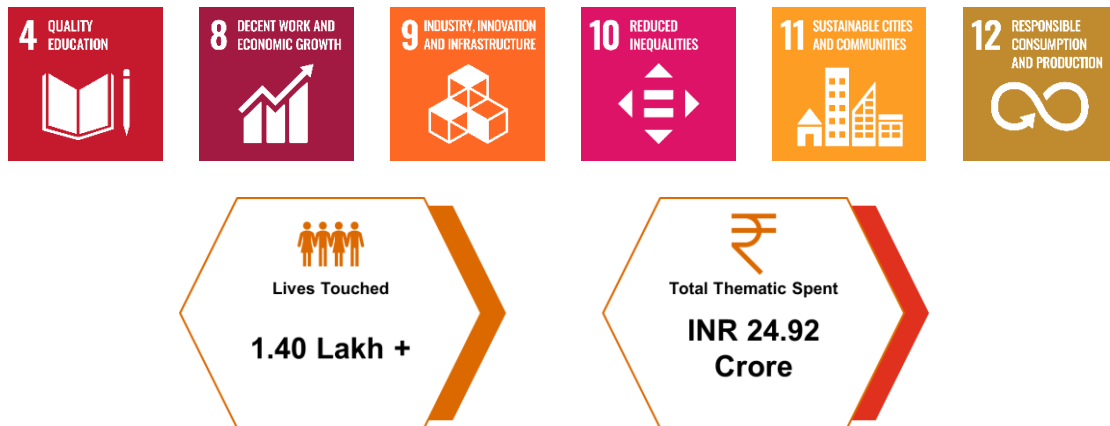 4 QUALITY
EDUCATION
8 DECENT WORK AND
ECONOMIC GROWTH
9 INDUSTRY, INNOVATION
AND INFRASTRUCTURE
10 REDUCED
INEQUALITIES
11 SUSTAINABLE CITIES
AND COMMUNITIES
12 RESPONSIBLE
CONSUMPTION
AND PRODUCTION
Lives Touched
1.40 Lakh +
₹
Total Thematic Spent
INR 24.92
Crore